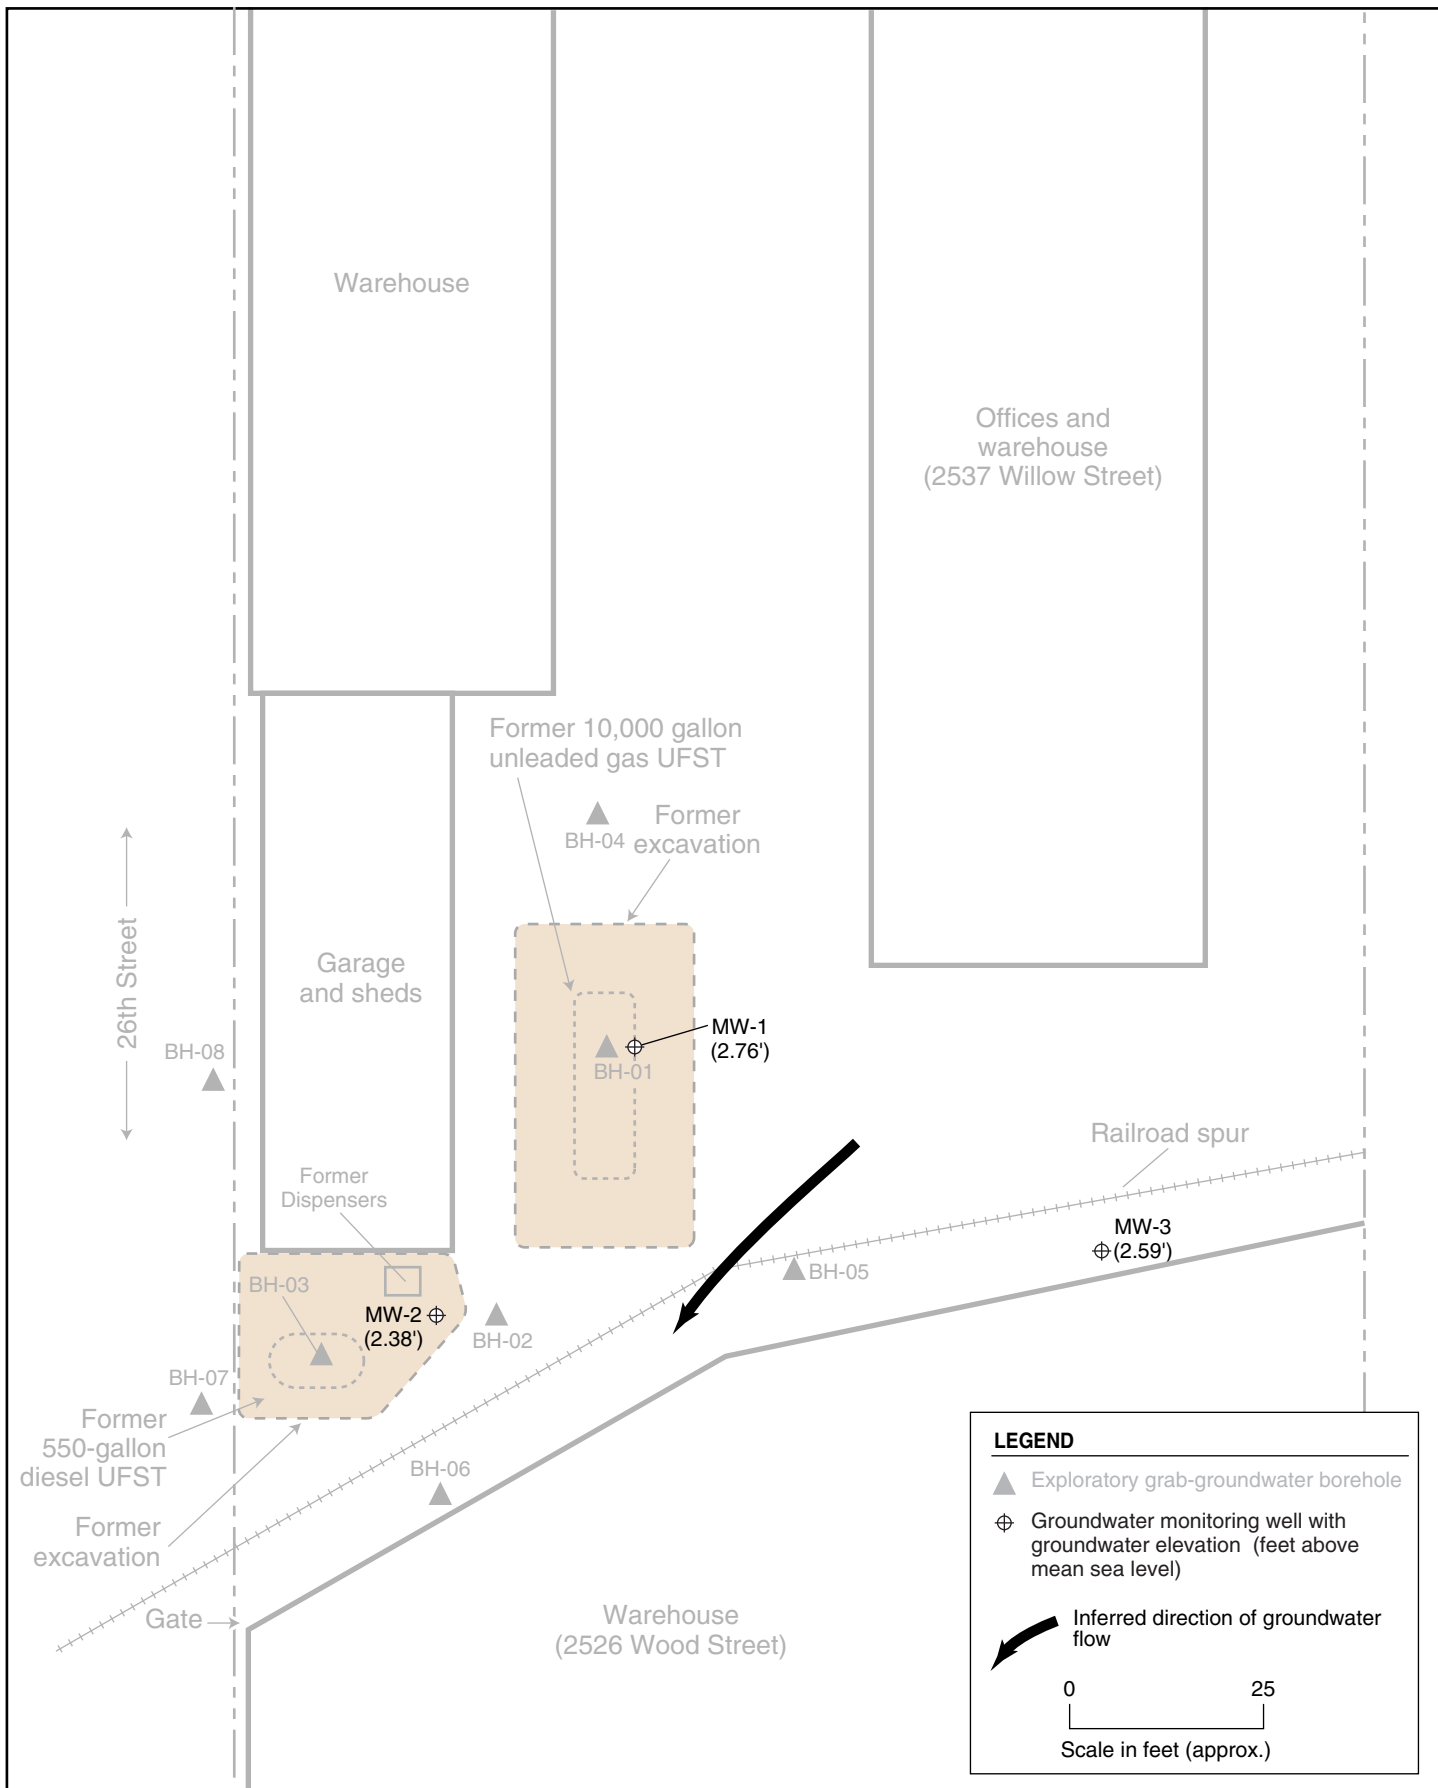 Warehouse
Offices and
warehouse
(2537 Willow Street)
Former 10,000 gallon
unleaded gas UFST
BH-04
Former
excavation
26th Street
Garage
and sheds
MW-1
(2.76')
BH-01
BH-08
Railroad spur
Former
Dispensers
MW-3
(2.59')
BH-05
BH-03
MW-2
(2.38')
BH-02
BH-07
Former
550-gallon
diesel UFST
BH-06
Former
excavation
Gate
Warehouse
(2526 Wood Street)
LEGEND
Exploratory grab-groundwater borehole
Groundwater monitoring well with
groundwater elevation (feet above
mean sea level)
Inferred direction of groundwater
flow
0 25
Scale in feet (approx.)